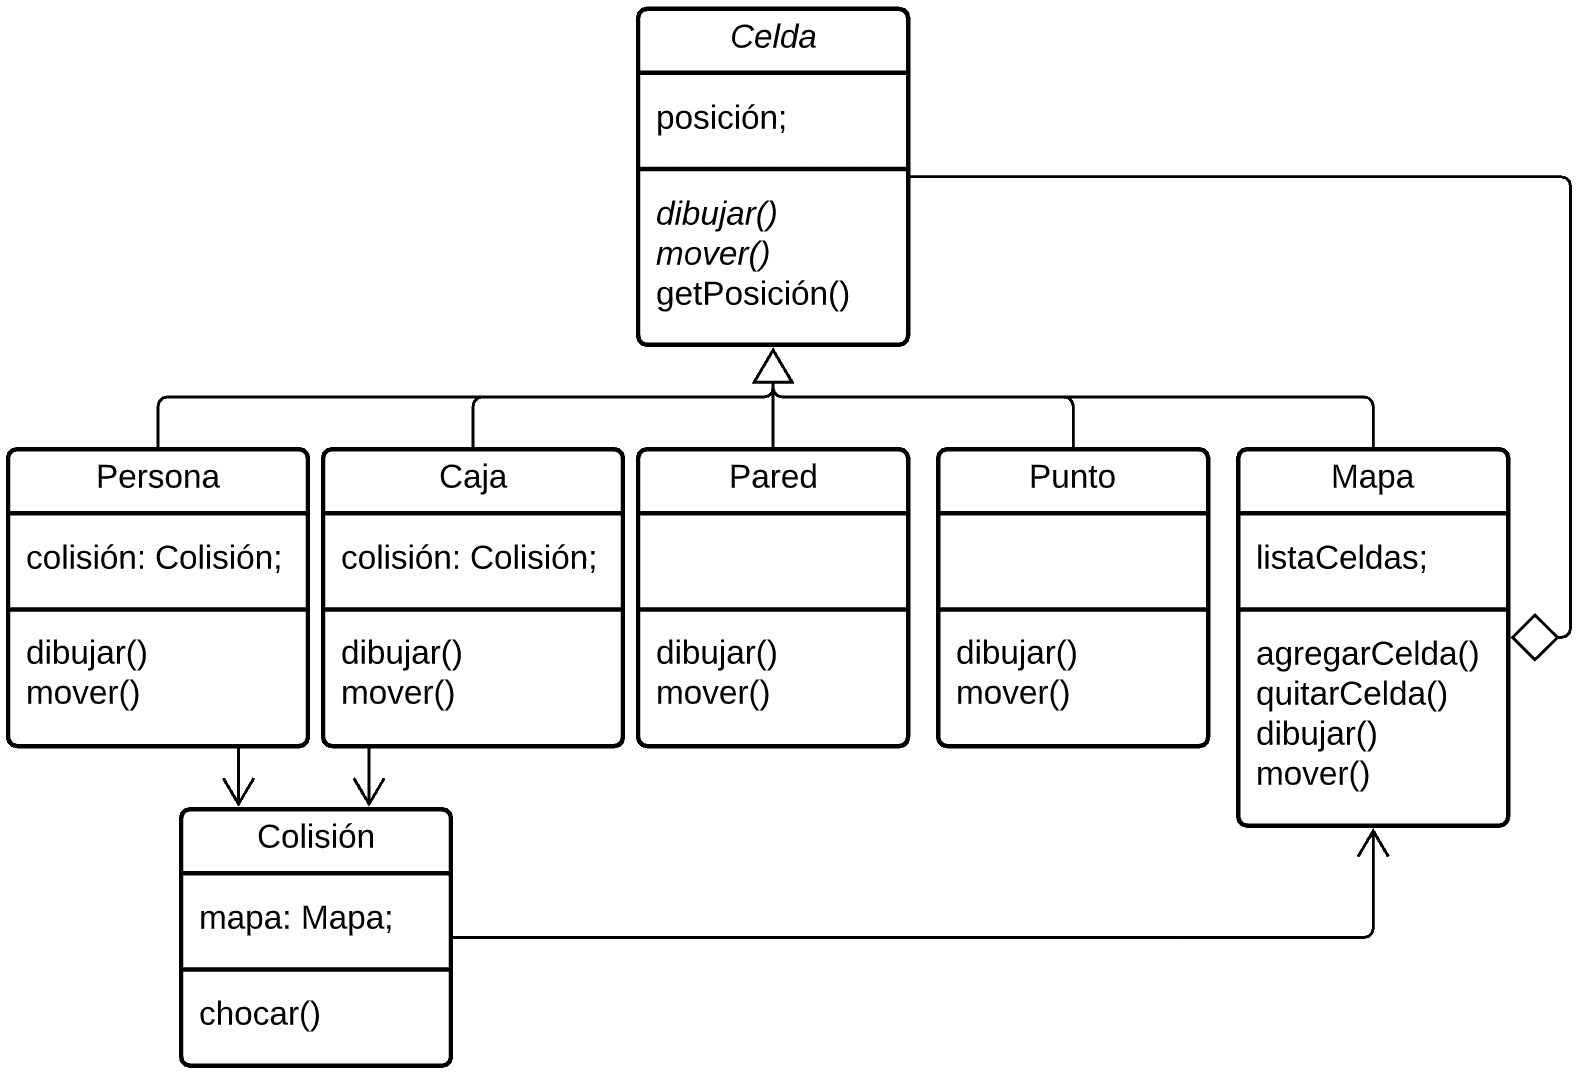 Celda
posición;
dibujar()
mover()
getPosición()
Persona
colisión: Colisión;
dibujar()
mover()
Caja
colisión: Colisión;
dibujar()
mover()
Pared
dibujar()
mover()
Punto
dibujar()
mover()
Mapa
listaCeldas;
agregarCelda()
quitarCelda()
dibujar()
mover()
Colisión
mapa: Mapa;
chocar()